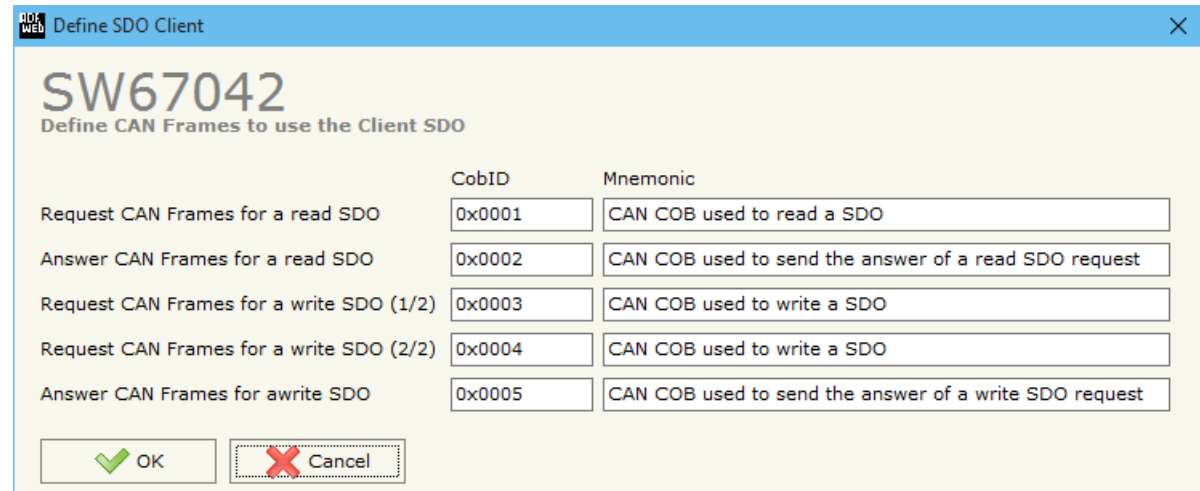 ADF WEB Define SDO Client
SW67042
Define CAN Frames to use the Client SDO
CobID Mnemonic
Request CAN Frames for a read SDO 0x0001 CAN COB used to read a SDO
Answer CAN Frames for a read SDO 0x0002 CAN COB used to send the answer of a read SDO request
Request CAN Frames for a write SDO (1/2) 0x0003 CAN COB used to write a SDO
Request CAN Frames for a write SDO (2/2) 0x0004 CAN COB used to write a SDO
Answer CAN Frames for awrite SDO 0x0005 CAN COB used to send the answer of a write SDO request
OK Cancel